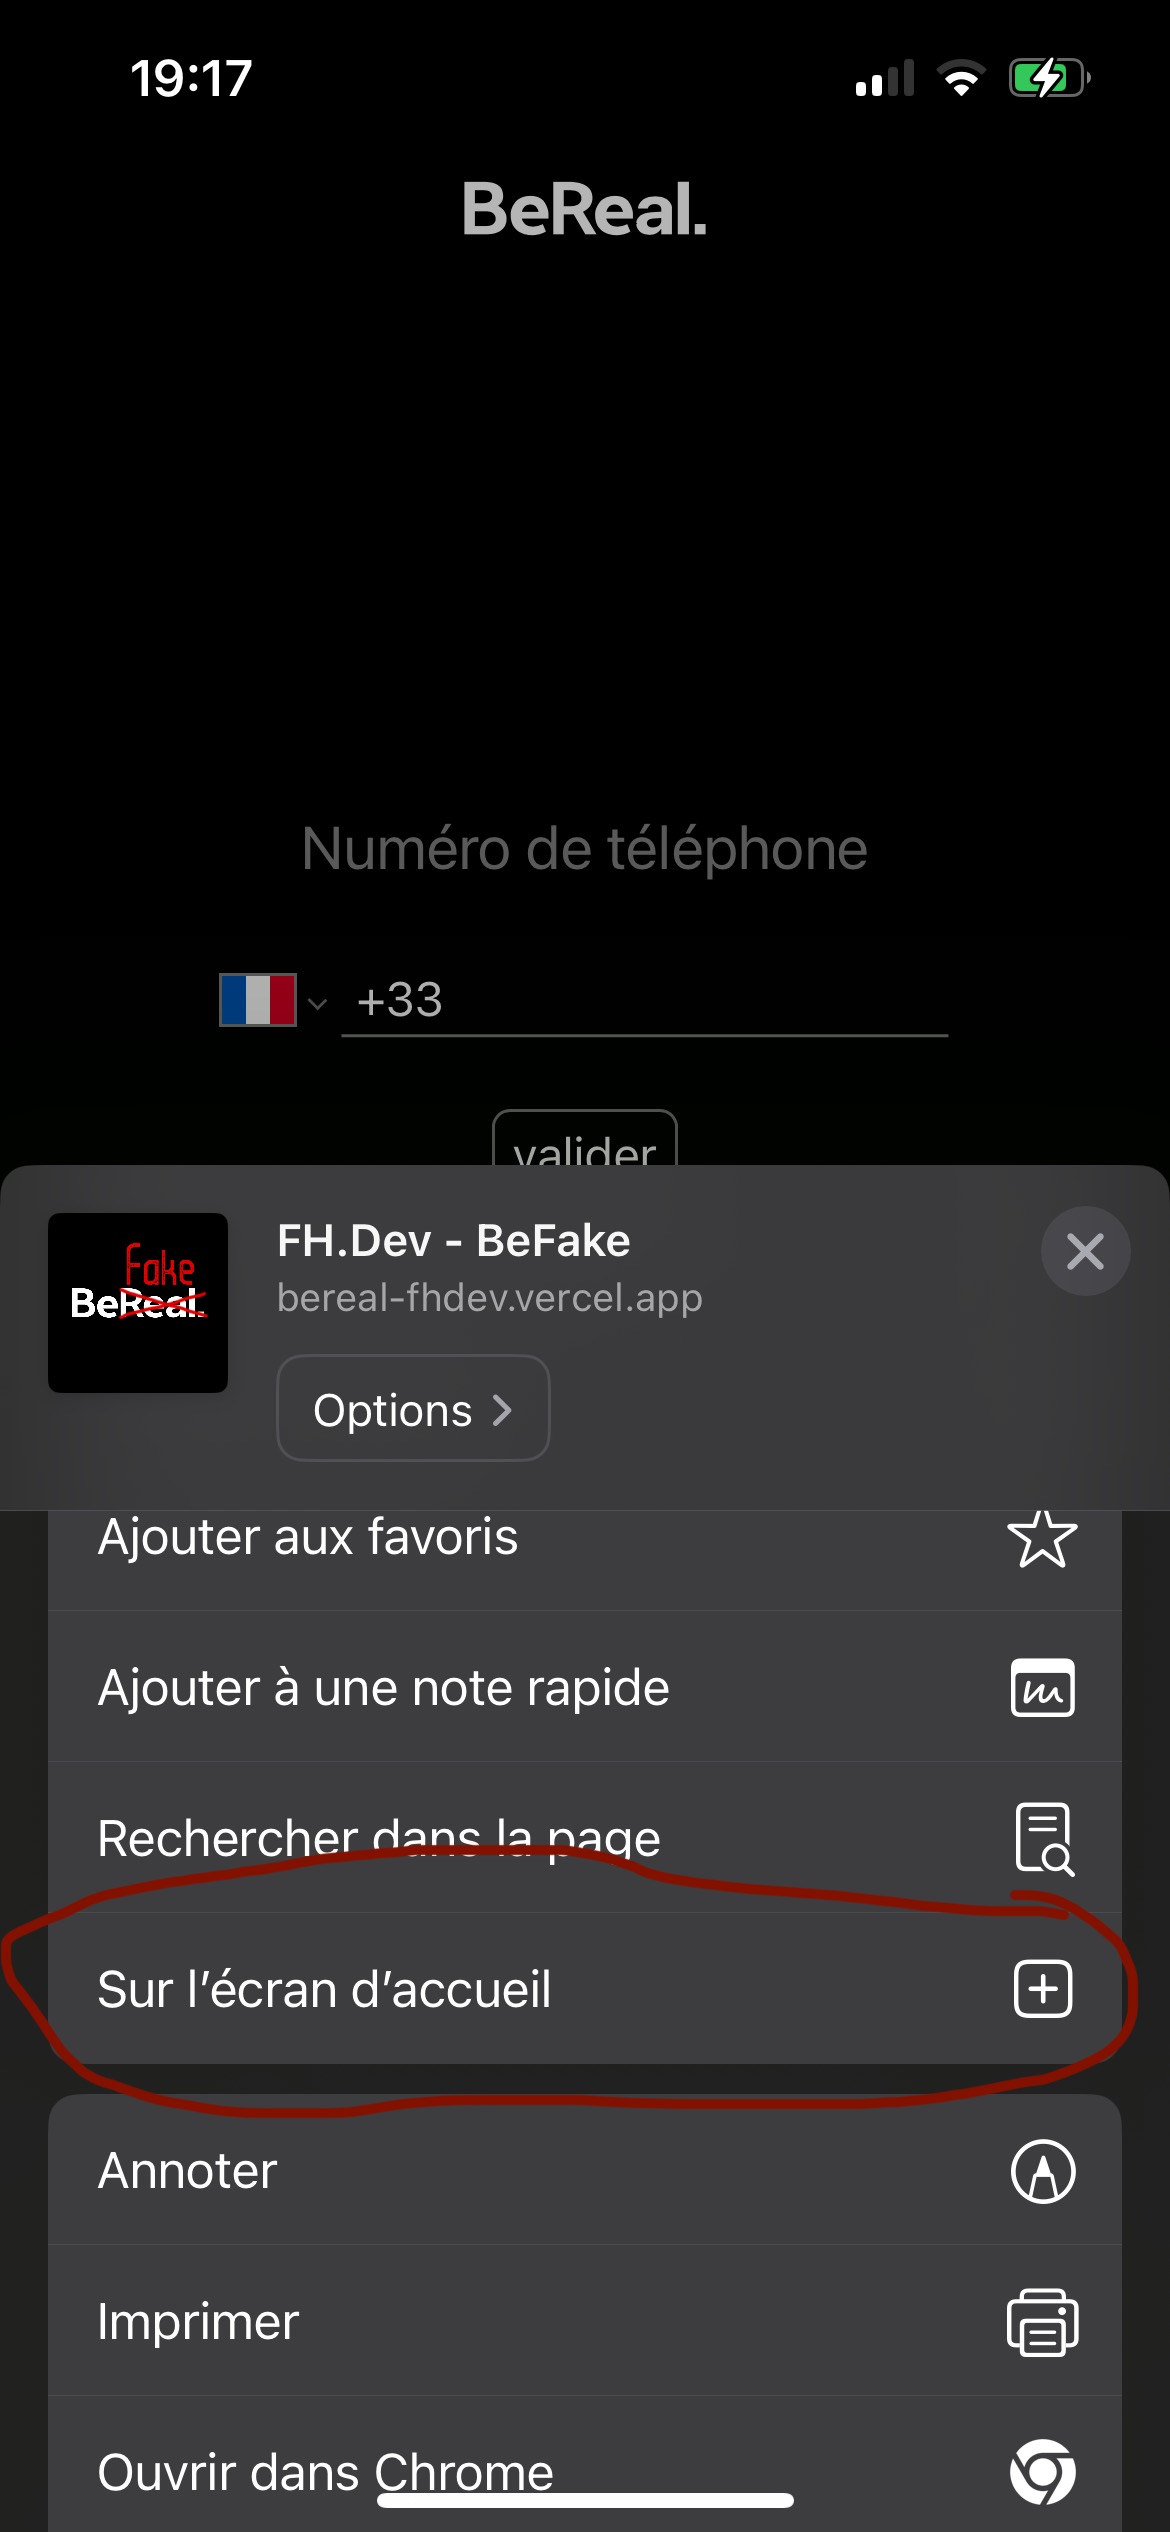 19:17
BeReal.
Numéro de téléphone
+33
valider
Fake
BeReal.
FH.Dev - BeFake
bereal-fhdev.vercel.app
Options
Ajouter aux favoris
Ajouter à une note rapide
Rechercher dans la page
Sur l’écran d’accueil
Annoter
Imprimer
Ouvrir dans Chrome